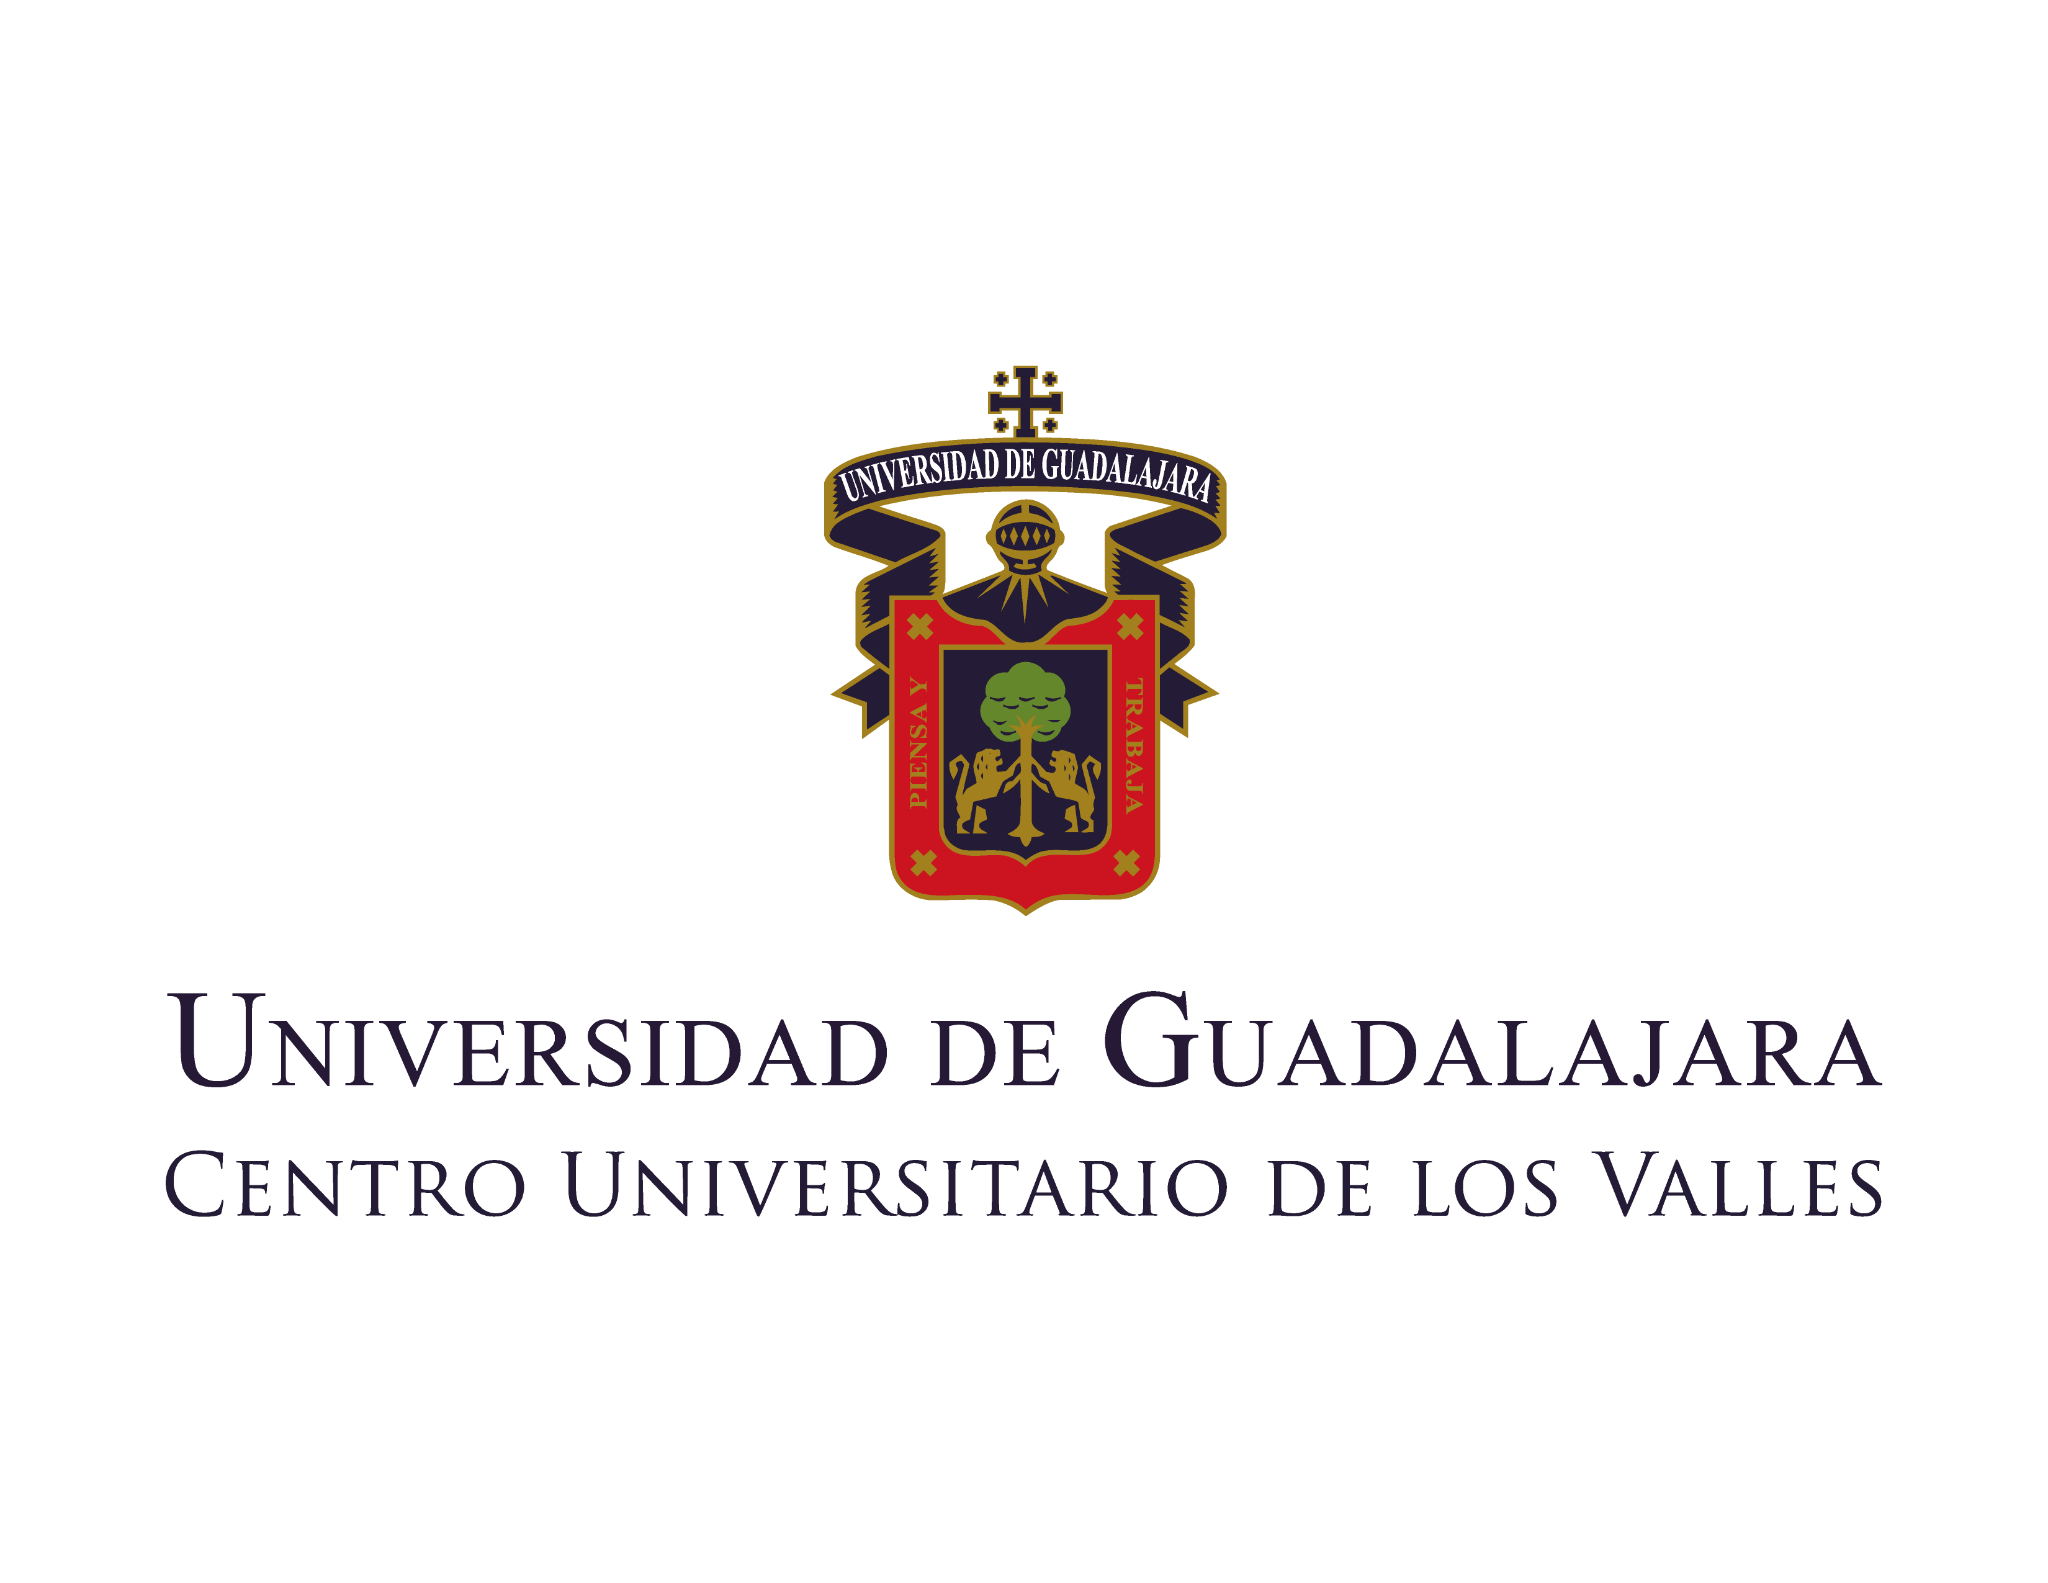 UNIVERSIDAD DE GUADALAJARA
PIENSA Y
TRABAJA
UNIVERSIDAD DE GUADALAJARA
CENTRO UNIVERSITARIO DE LOS VALLES